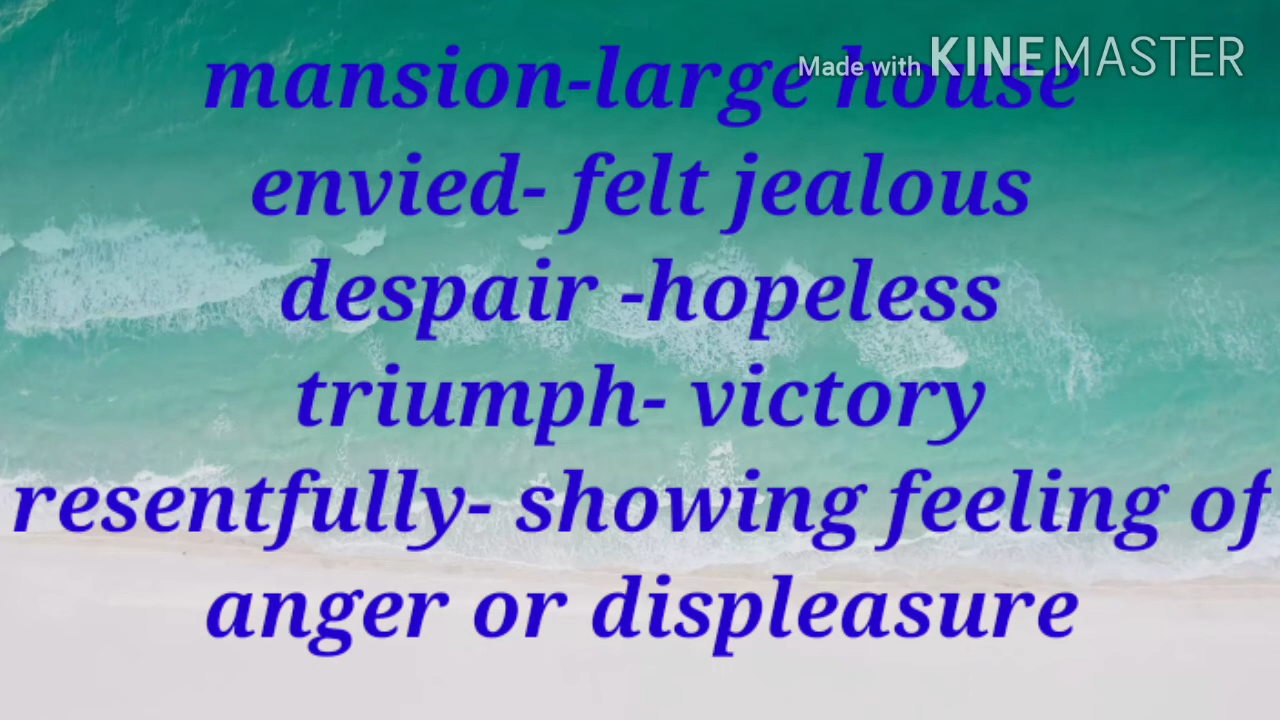 mansion-large house
Made with KINEMASTER
envied- felt jealous
despair -hopeless
triumph- victory
resentfully- showing feeling of
anger or displeasure